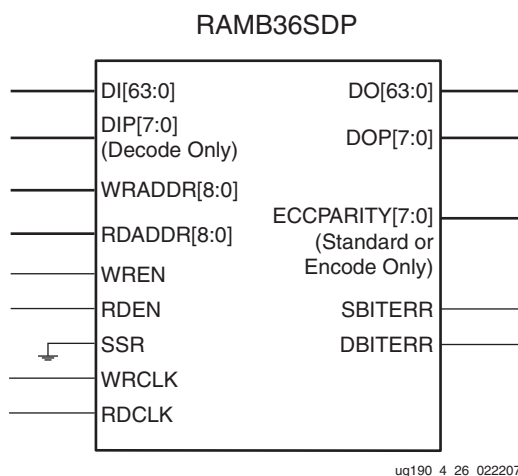 RAMB36SDP
DI[63:0]
DIP[7:0]
(Decode Only)
WRADDR[8:0]
RDADDR[8:0]
WREN
RDEN
SSR
WRCLK
RDCLK
DO[63:0]
DOP[7:0]
ECCPARITY[7:0]
(Standard or
Encode Only)
SBITERR
DBITERR
ug190_4_26_022207